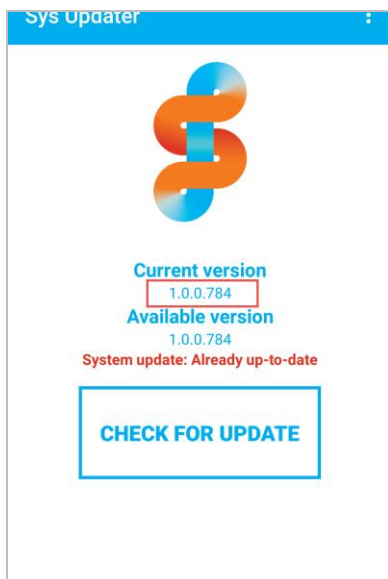 Sys Updater
Current version
1.0.0.784
Available version
1.0.0.784
System update: Already up-to-date
CHECK FOR UPDATE